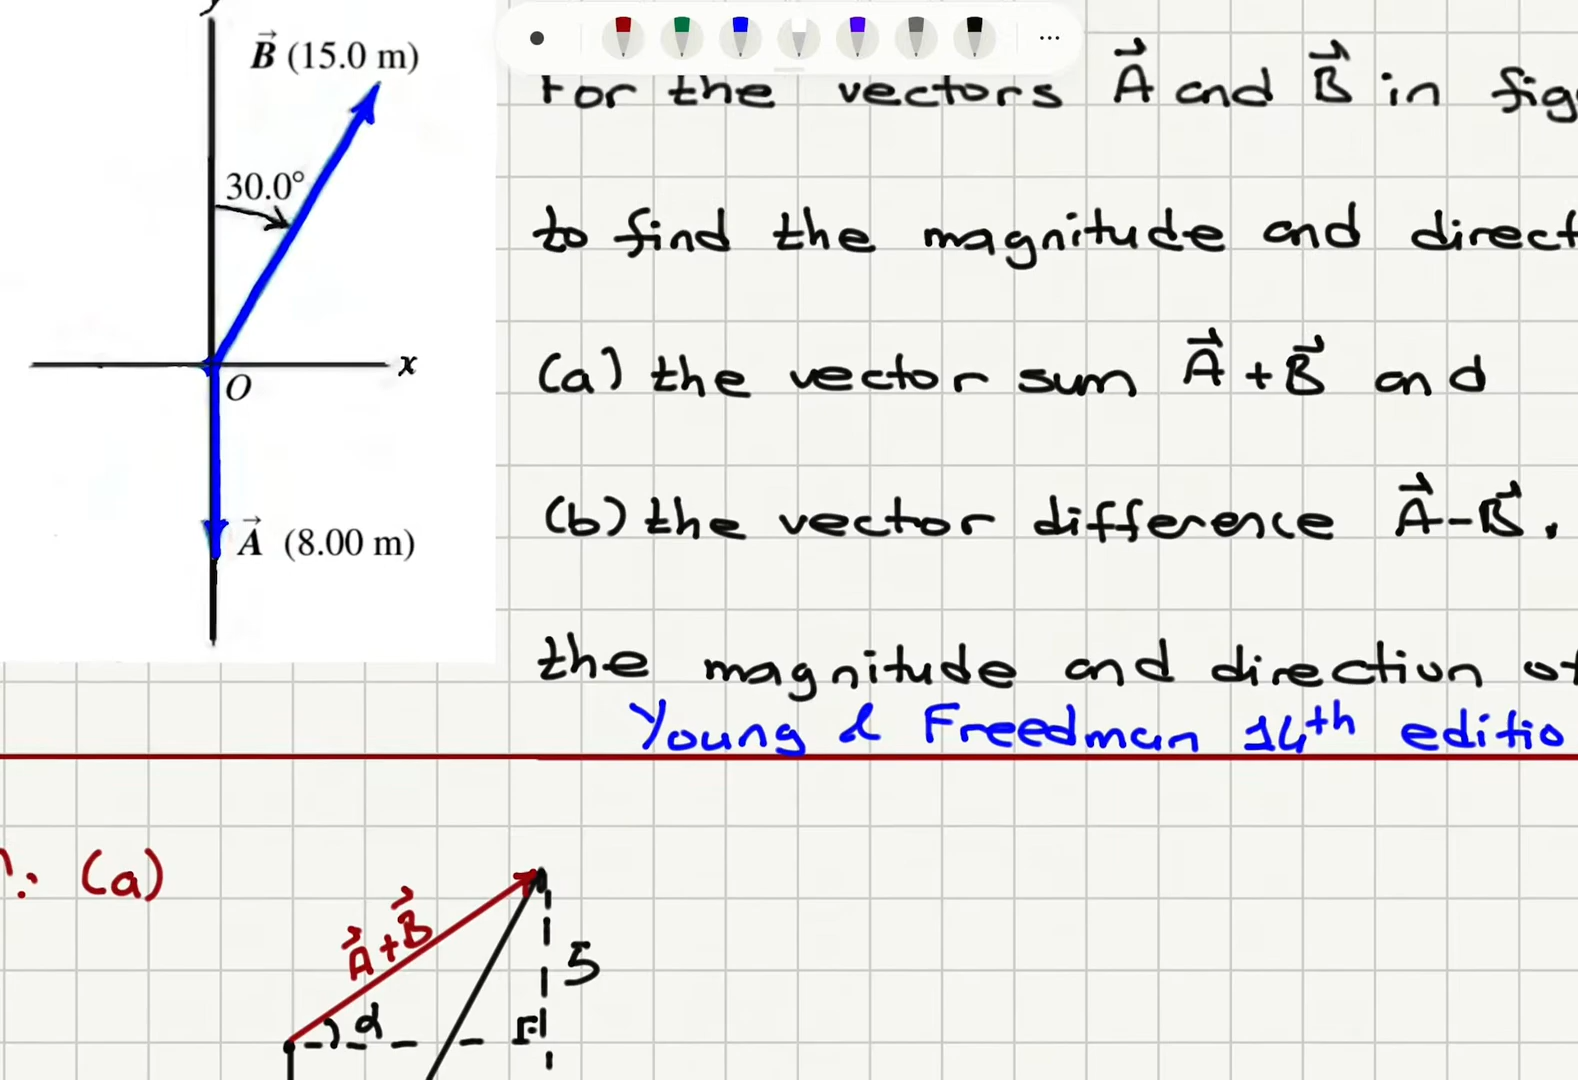 y
B⃗ (15.0 m)
30.0°
x
O
A⃗ (8.00 m)
For the vectors A⃗ and B⃗ in fig
to find the magnitude and direct
(a) the vector sum A⃗ + B⃗ and
(b) the vector difference A⃗ - B⃗.
the magnitude and direction of
Young & Freedman 14th editio
: (a)
A⃗ + B⃗
5
α